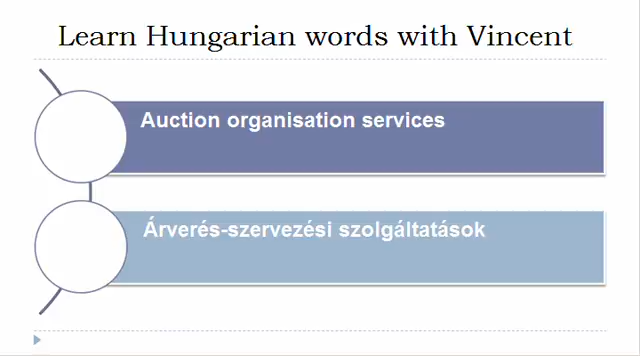 Learn Hungarian words with Vincent
Auction organisation services
Árverés-szervezési szolgáltatások